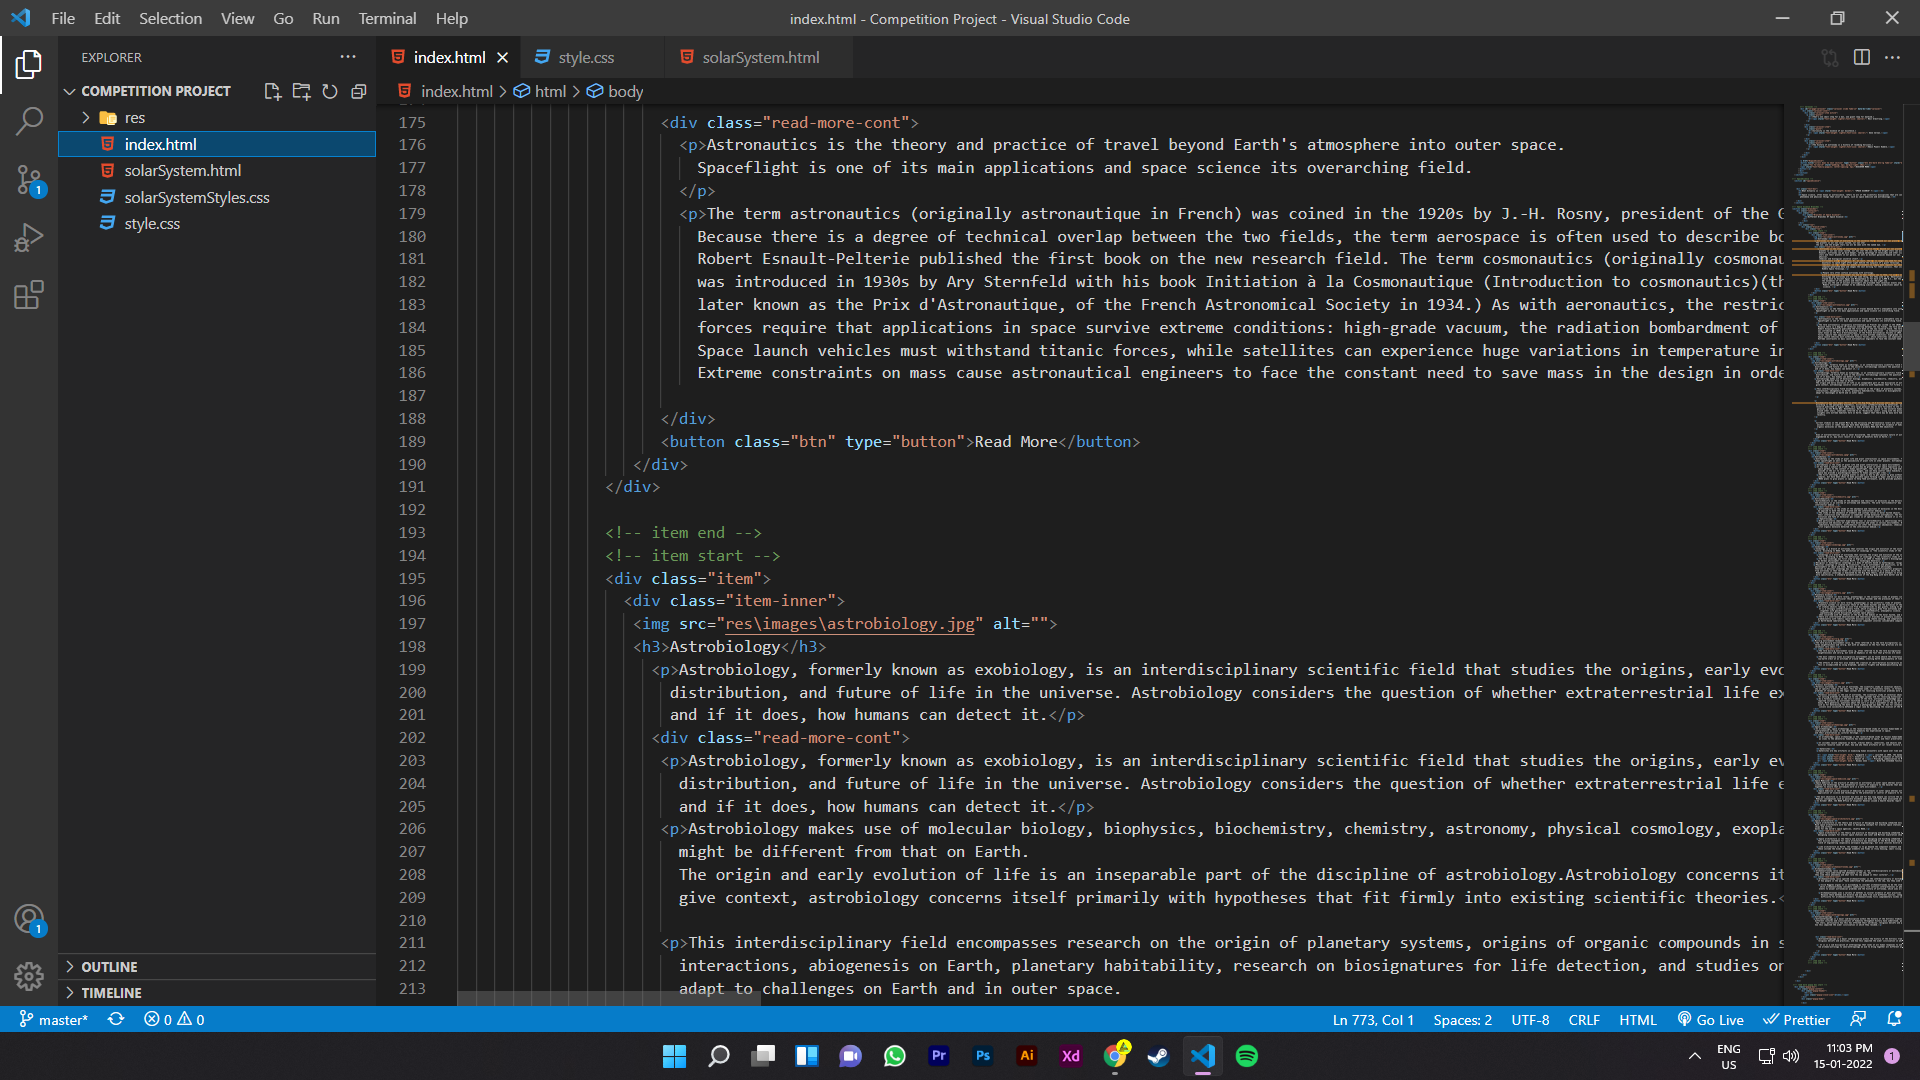 File Edit Selection View Go Run Terminal Help
index.html - Competition Project - Visual Studio Code
EXPLORER
index.html
style.css
solarSystem.html
COMPETITION PROJECT
index.html > html > body
res
index.html
solarSystem.html
solarSystemStyles.css
style.css
175 <div class="read-more-cont">
176 <p>Astronautics is the theory and practice of travel beyond Earth's atmosphere into outer space.
177 Spaceflight is one of its main applications and space science its overarching field.
178 </p>
179 <p>The term astronautics (originally astronautique in French) was coined in the 1920s by J.-H. Rosny, president of the
180 Because there is a degree of technical overlap between the two fields, the term aerospace is often used to describe
181 Robert Esnault-Pelterie published the first book on the new research field. The term cosmonautics (originally cosmonau
182 was introduced in 1930s by Ary Sternfeld with his book Initiation à la Cosmonautique (Introduction to cosmonautics)(th
183 later known as the Prix d'Astronautique, of the French Astronomical Society in 1934.) As with aeronautics, the restric
184 forces require that applications in space survive extreme conditions: high-grade vacuum, the radiation bombardment of
185 Space launch vehicles must withstand titanic forces, while satellites can experience huge variations in temperature in
186 Extreme constraints on mass cause astronautical engineers to face the constant need to save mass in the design in orde
187
188 </div>
189 <button class="btn" type="button">Read More</button>
190 </div>
191 </div>
192
193 <!-- item end -->
194 <!-- item start -->
195 <div class="item">
196 <div class="item-inner">
197 <img src="res\images\astrobiology.jpg" alt="">
198 <h3>Astrobiology</h3>
199 <p>Astrobiology, formerly known as exobiology, is an interdisciplinary scientific field that studies the origins, early evo
200 distribution, and future of life in the universe. Astrobiology considers the question of whether extraterrestrial life ex
201 and if it does, how humans can detect it.</p>
202 <div class="read-more-cont">
203 <p>Astrobiology, formerly known as exobiology, is an interdisciplinary scientific field that studies the origins, early ev
204 distribution, and future of life in the universe. Astrobiology considers the question of whether extraterrestrial life e
205 and if it does, how humans can detect it.</p>
206 <p>Astrobiology makes use of molecular biology, biophysics, biochemistry, chemistry, astronomy, physical cosmology, exopla
207 might be different from that on Earth.
208 The origin and early evolution of life is an inseparable part of the discipline of astrobiology.Astrobiology concerns it
209 give context, astrobiology concerns itself primarily with hypotheses that fit firmly into existing scientific theories.<
210
211 <p>This interdisciplinary field encompasses research on the origin of planetary systems, origins of organic compounds in s
212 interactions, abiogenesis on Earth, planetary habitability, research on biosignatures for life detection, and studies on
213 adapt to challenges on Earth and in outer space.
1
1
OUTLINE
TIMELINE
master* 0 0
Ln 773, Col 1 Spaces: 2 UTF-8 CRLF HTML Go Live Prettier
Pr Ps Ai Xd
ENG
US
11:03 PM
15-01-2022
1